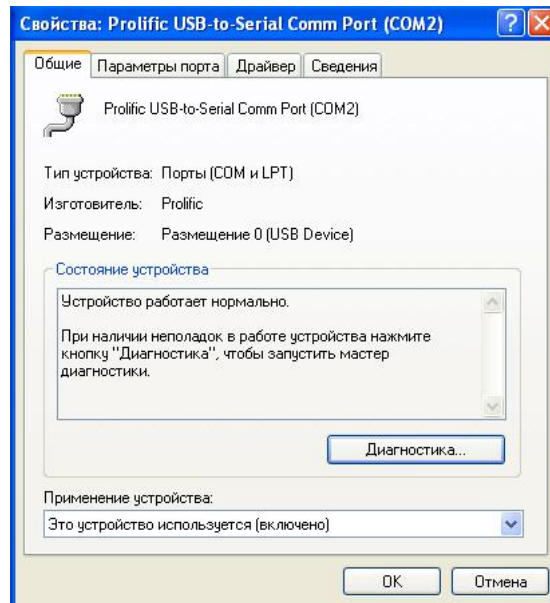 Свойства: Prolific USB-to-Serial Comm Port (COM2)
Общие Параметры порта Драйвер Сведения
Prolific USB-to-Serial Comm Port (COM2)
Тип устройства: Порты (COM и LPT)
Изготовитель: Prolific
Размещение: Размещение 0 (USB Device)
Состояние устройства
Устройство работает нормально.
При наличии неполадок в работе устройства нажмите
кнопку "Диагностика", чтобы запустить мастер
диагностики.
Диагностика...
Применение устройства:
Это устройство используется (включено)
OK Отмена